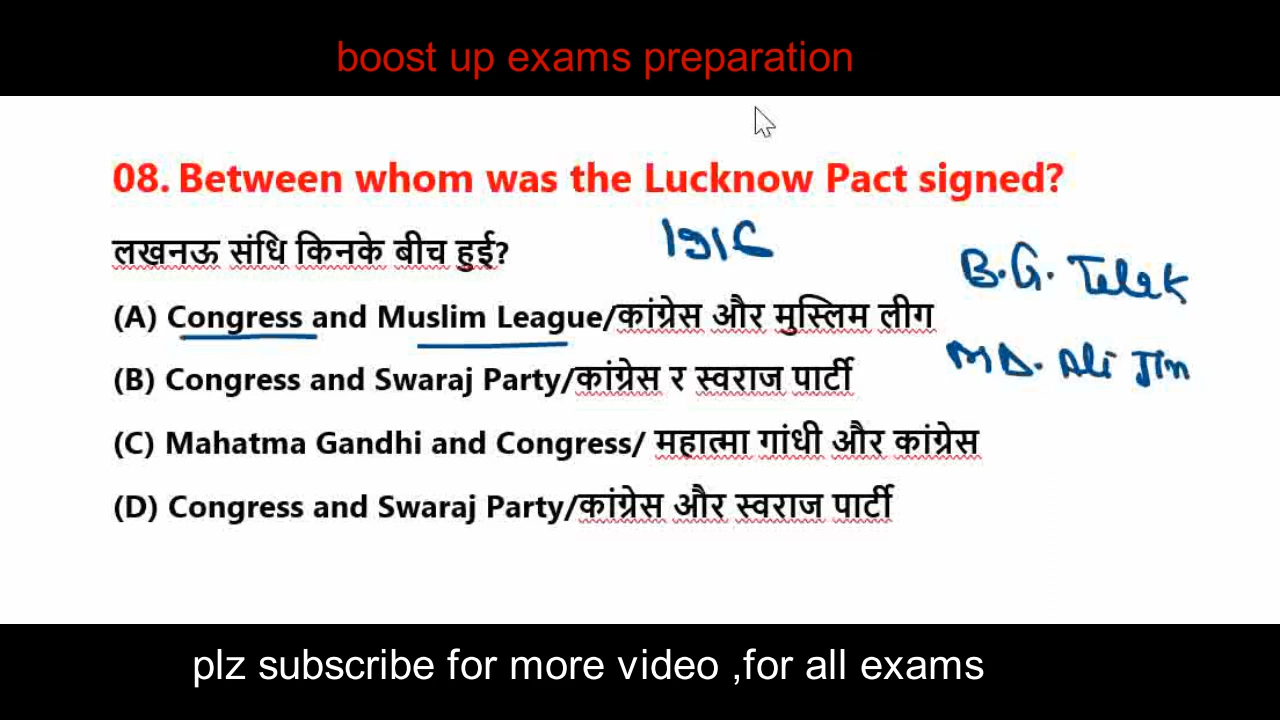 boost up exams preparation
08. Between whom was the Lucknow Pact signed?
लखनऊ संधि किनके बीच हुई?
1916
B.G. Telak
(A) Congress and Muslim League/कांग्रेस और मुस्लिम लीग
MD. Ali Jin
(B) Congress and Swaraj Party/कांग्रेस र स्वराज पार्टी
(C) Mahatma Gandhi and Congress/ महात्मा गांधी और कांग्रेस
(D) Congress and Swaraj Party/कांग्रेस और स्वराज पार्टी
plz subscribe for more video ,for all exams